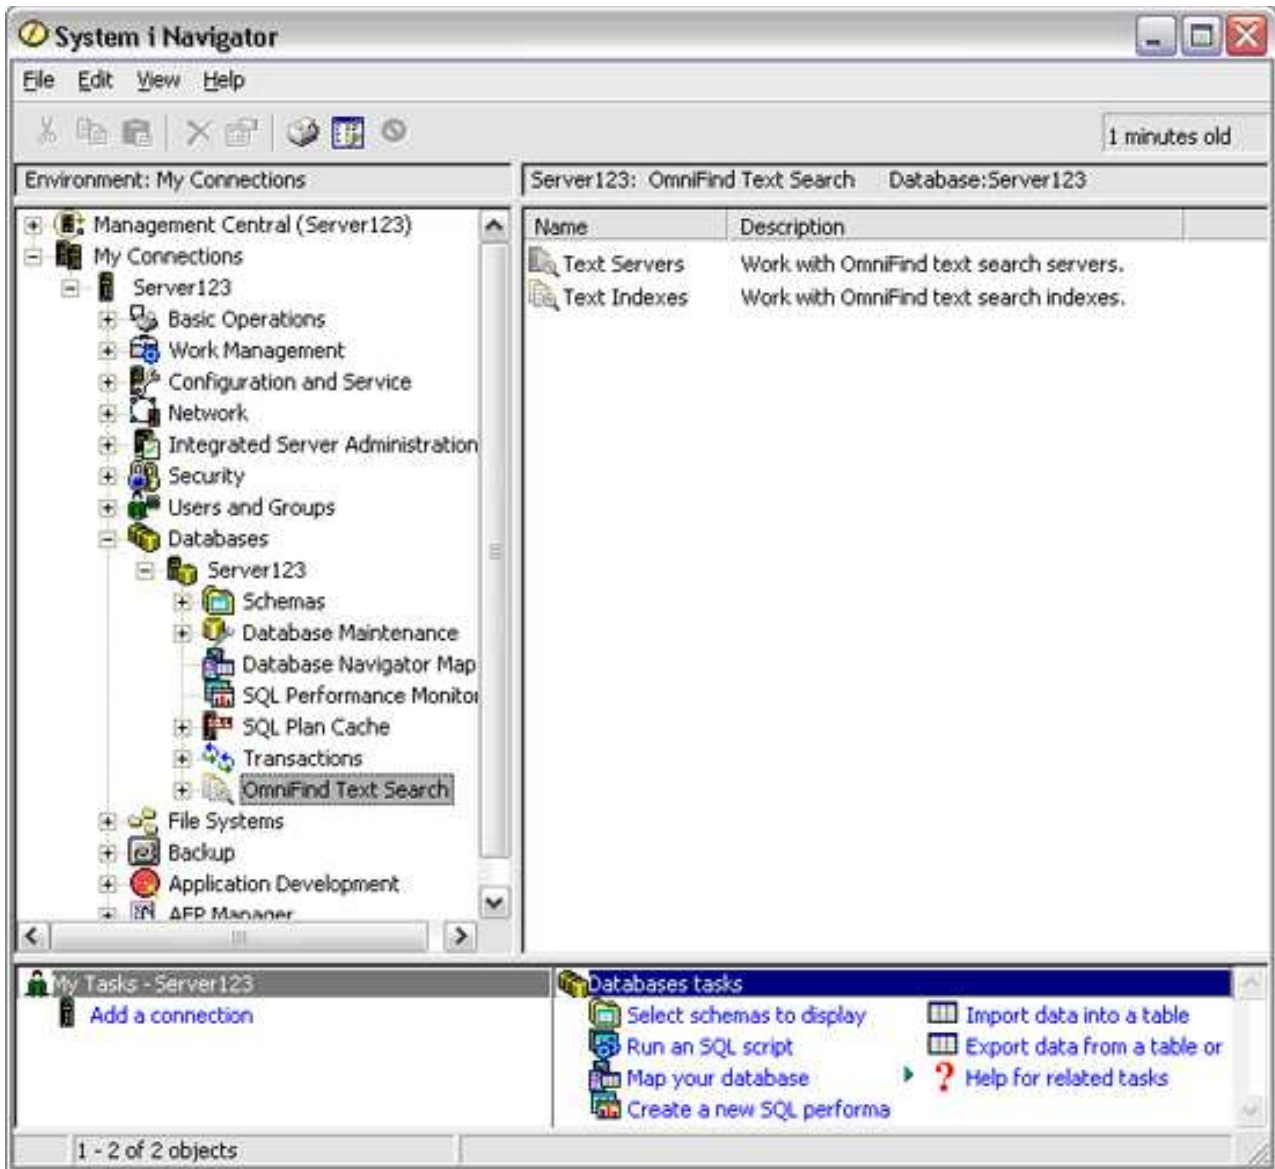 System i Navigator
File Edit View Help
1 minutes old
Environment: My Connections
Server123: OmniFind Text Search Database:Server123
Management Central (Server123)
My Connections
Server123
Basic Operations
Work Management
Configuration and Service
Network
Integrated Server Administration
Security
Users and Groups
Databases
Server123
Schemas
Database Maintenance
Database Navigator Map
SQL Performance Monitor
SQL Plan Cache
Transactions
OmniFind Text Search
File Systems
Backup
Application Development
AFP Manager
Name Description
Text Servers Work with OmniFind text search servers.
Text Indexes Work with OmniFind text search indexes.
My Tasks - Server123
Add a connection
Databases tasks
Select schemas to display
Run an SQL script
Map your database
Create a new SQL performa
Import data into a table
Export data from a table or
Help for related tasks
1 - 2 of 2 objects